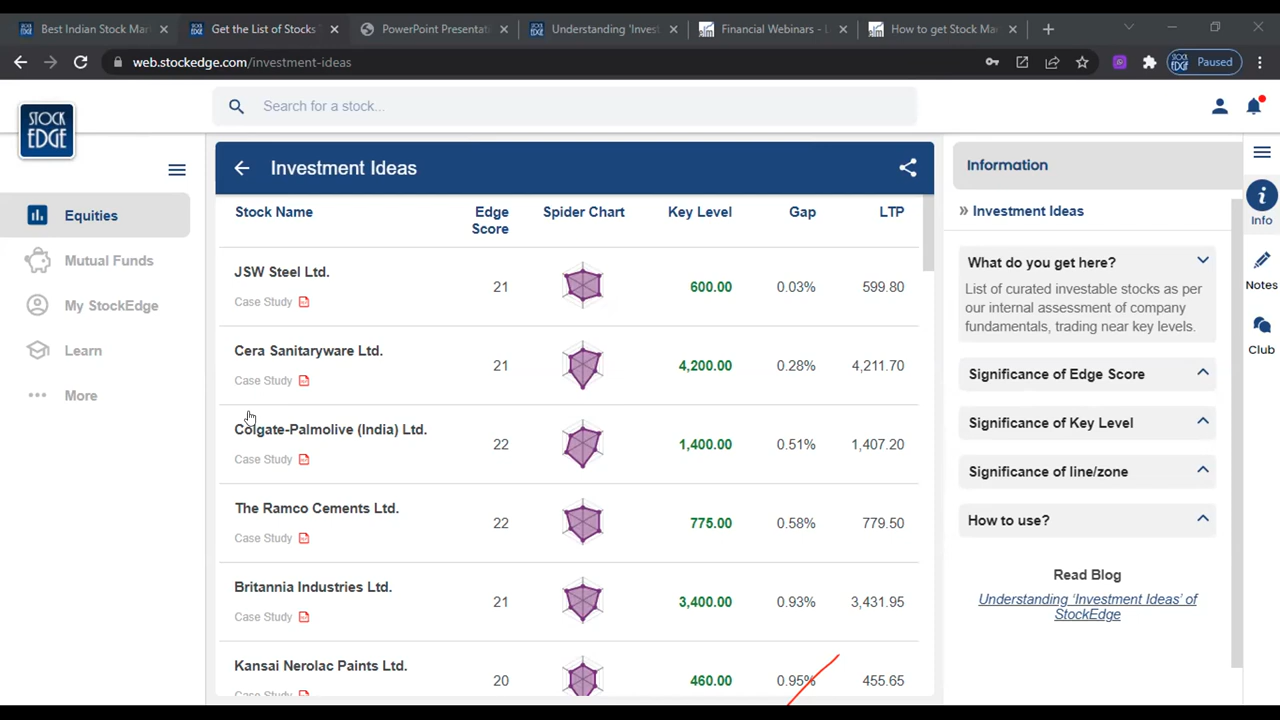 Best Indian Stock Mar
Get the List of Stocks
PowerPoint Presentat
Understanding 'Invest
Financial Webinars - L
How to get Stock Ma
web.stockedge.com/investment-ideas
STOCK EDGE
Paused
STOCK
EDGE
Search for a stock...
Equities
Mutual Funds
My StockEdge
Learn
More
Investment Ideas
Stock Name
Edge
Score
Spider Chart
Key Level
Gap
LTP
JSW Steel Ltd.
Case Study
21
600.00
0.03%
599.80
Cera Sanitaryware Ltd.
Case Study
21
4,200.00
0.28%
4,211.70
Colgate-Palmolive (India) Ltd.
Case Study
22
1,400.00
0.51%
1,407.20
The Ramco Cements Ltd.
Case Study
22
775.00
0.58%
779.50
Britannia Industries Ltd.
Case Study
21
3,400.00
0.93%
3,431.95
Kansai Nerolac Paints Ltd.
Case Study
20
460.00
0.95%
455.65
Information
» Investment Ideas
What do you get here?
List of curated investable stocks as per
our internal assessment of company
fundamentals, trading near key levels.
Significance of Edge Score
Significance of Key Level
Significance of line/zone
How to use?
Read Blog
Understanding 'Investment Ideas' of
StockEdge
Info
Notes
Club